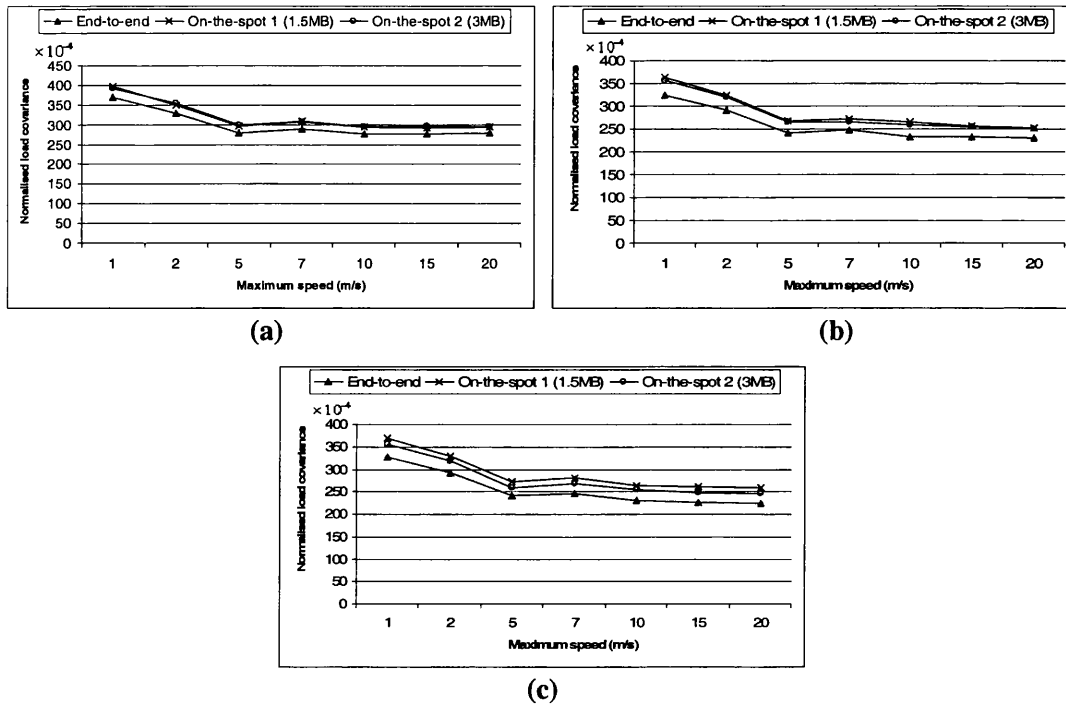 End-to-end On-the-spot 1 (1.5MB) On-the-spot 2 (3MB)
×10⁻⁴
Normalised load covariance
450
400
350
300
250
200
150
100
50
0
1 2 5 7 10 15 20
Maximum speed (m/s)
(a)
End-to-end On-the-spot 1 (1.5MB) On-the-spot 2 (3MB)
×10⁻⁴
Normalised load covariance
400
350
300
250
200
150
100
50
0
1 2 5 7 10 15 20
Maximum speed (m/s)
(b)
End-to-end On-the-spot 1 (1.5MB) On-the-spot 2 (3MB)
×10⁻⁴
Normalised load covariance
400
350
300
250
200
150
100
50
0
1 2 5 7 10 15 20
Maximum speed (m/s)
(c)